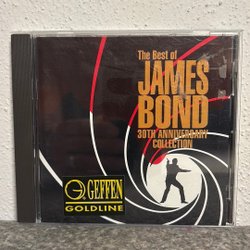 The Best of
JAMES
BOND
30TH ANNIVERSARY
COLLECTION
GEFFEN
GOLDLINE